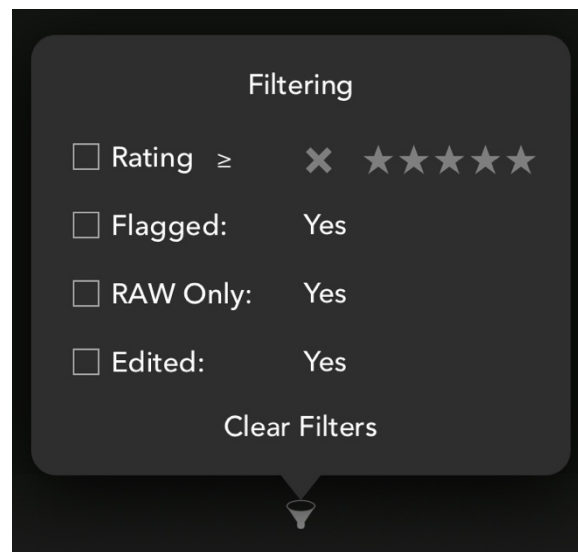 Filtering
Rating ≥
Flagged: Yes
RAW Only: Yes
Edited: Yes
Clear Filters